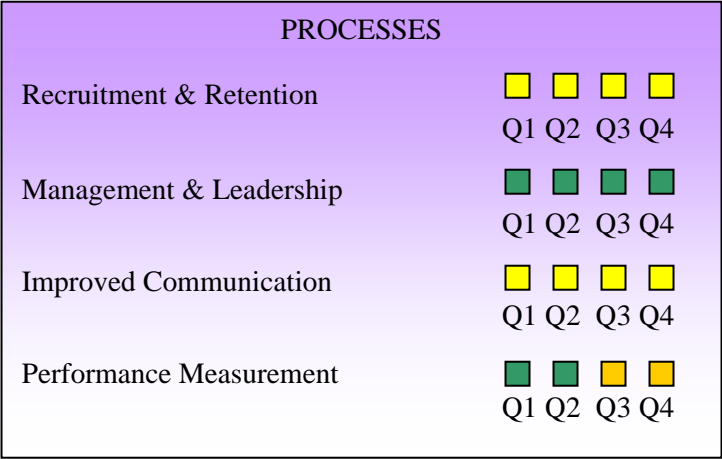 PROCESSES
Recruitment & Retention
Q1 Q2 Q3 Q4
Management & Leadership
Q1 Q2 Q3 Q4
Improved Communication
Q1 Q2 Q3 Q4
Performance Measurement
Q1 Q2 Q3 Q4